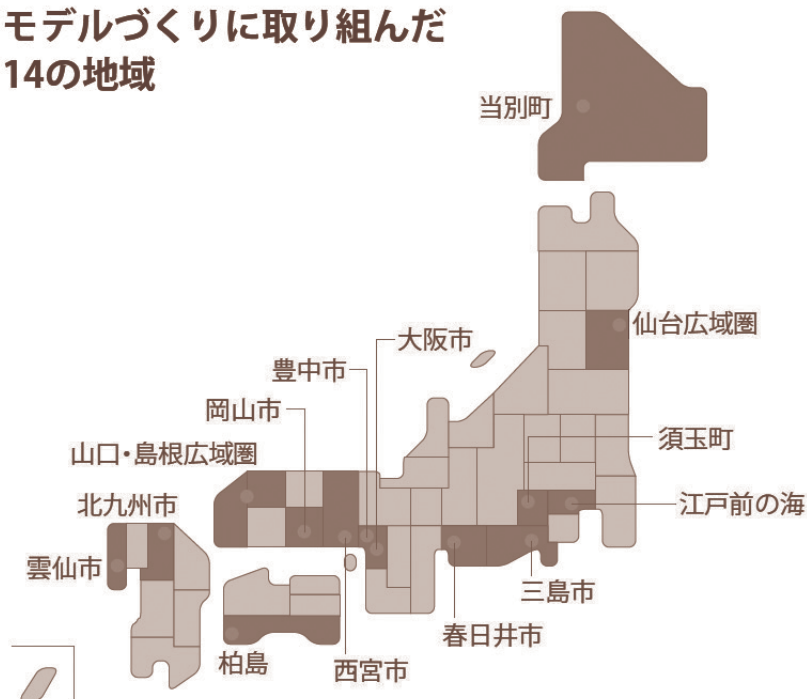 モデルづくりに取り組んだ
14の地域
当別町
仙台広域圏
大阪市
豊中市
岡山市
須玉町
山口・島根広域圏
北九州市
江戸前の海
雲仙市
三島市
春日井市
柏島
西宮市